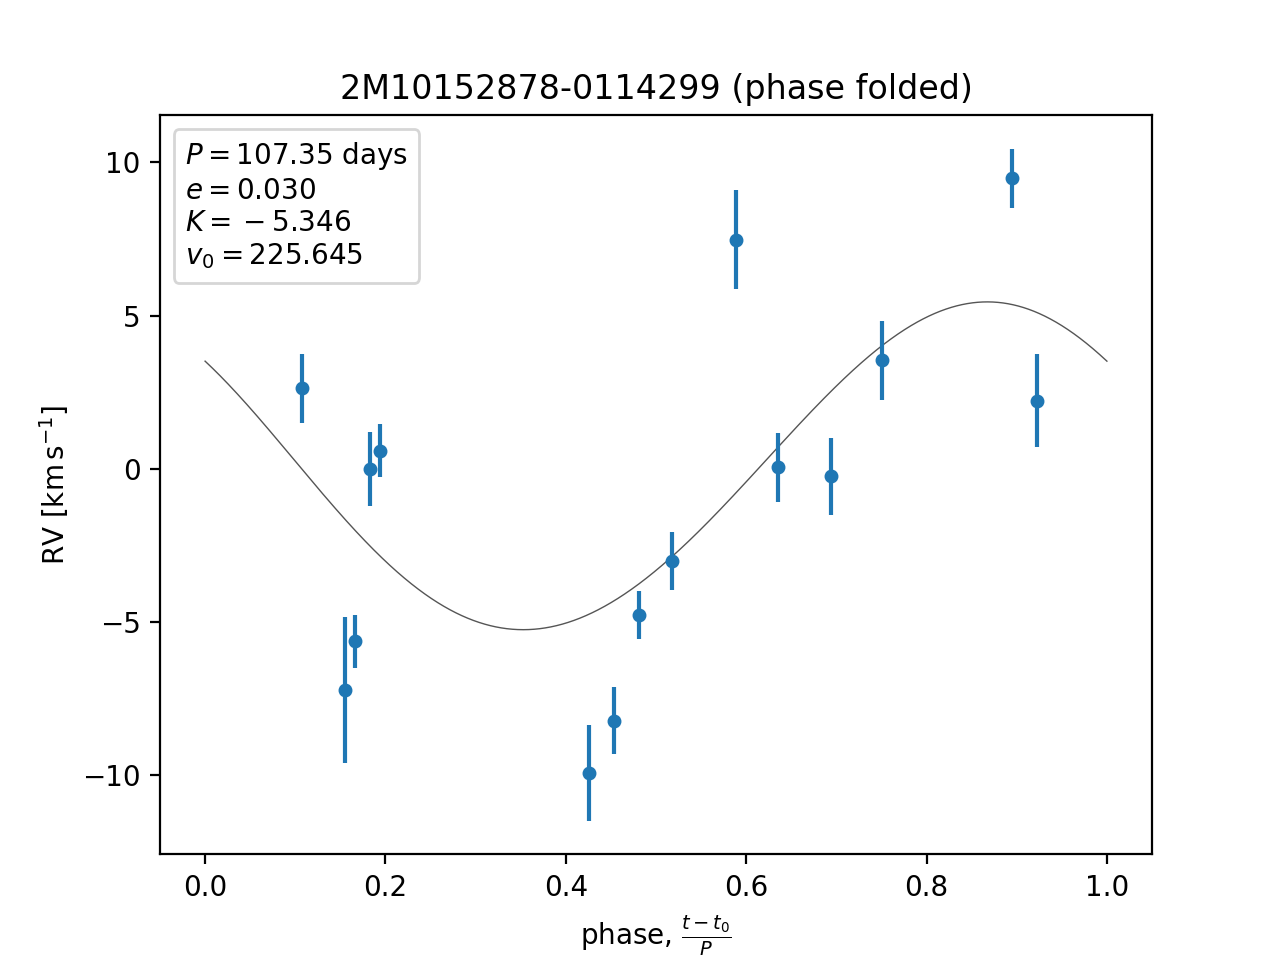 2M10152878-0114299 (phase folded)
P = 107.35 days
e = 0.030
K = −5.346
v₀ = 225.645
RV [km s⁻¹]
10
5
0
−5
−10
0.0 0.2 0.4 0.6 0.8 1.0
phase, (t − t₀)/P